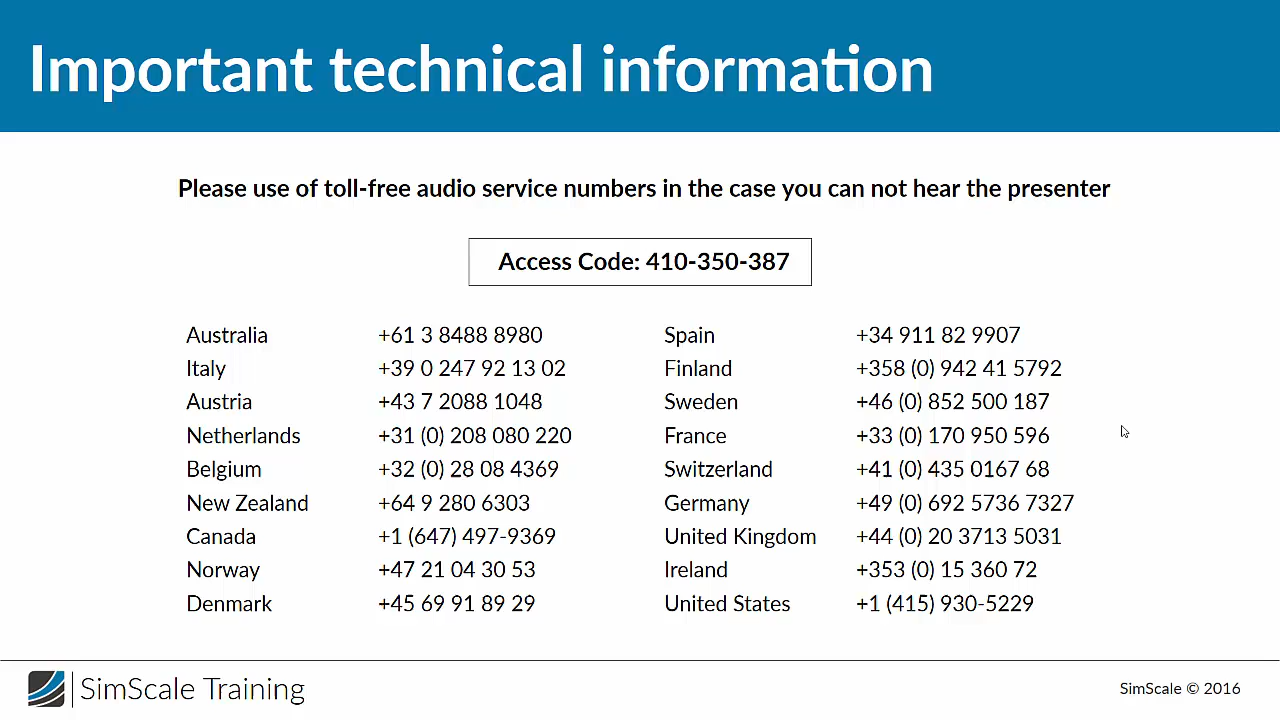 Important technical information
Please use of toll-free audio service numbers in the case you can not hear the presenter
Access Code: 410-350-387
Australia +61 3 8488 8980 Spain +34 911 82 9907
Italy +39 0 247 92 13 02 Finland +358 (0) 942 41 5792
Austria +43 7 2088 1048 Sweden +46 (0) 852 500 187
Netherlands +31 (0) 208 080 220 France +33 (0) 170 950 596
Belgium +32 (0) 28 08 4369 Switzerland +41 (0) 435 0167 68
New Zealand +64 9 280 6303 Germany +49 (0) 692 5736 7327
Canada +1 (647) 497-9369 United Kingdom +44 (0) 20 3713 5031
Norway +47 21 04 30 53 Ireland +353 (0) 15 360 72
Denmark +45 69 91 89 29 United States +1 (415) 930-5229
SimScale Training SimScale © 2016